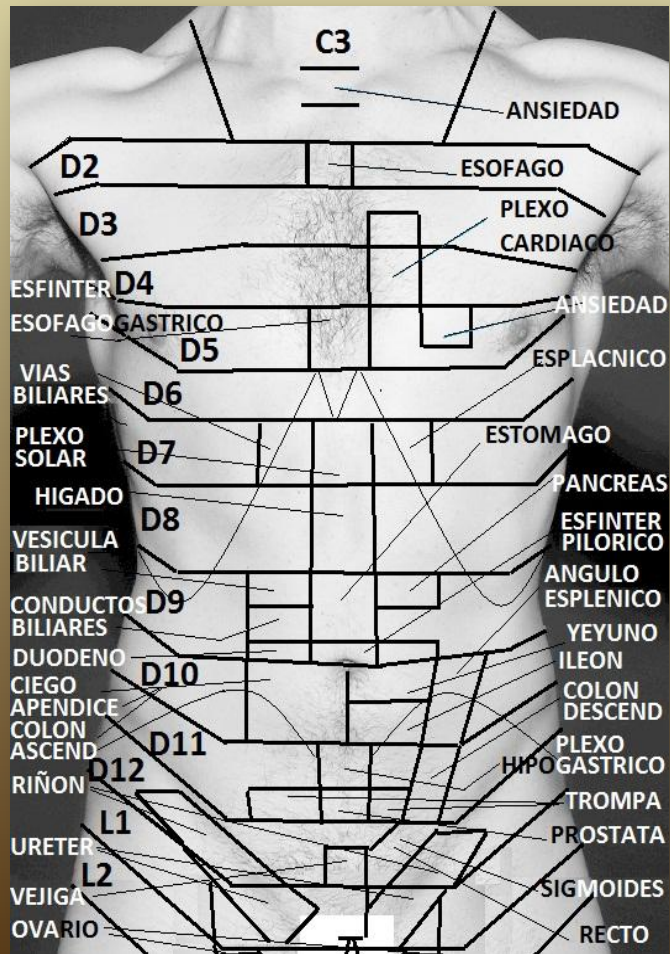 C3
ANSIEDAD
D2
ESOFAGO
D3
PLEXO
CARDIACO
D4
ESFINTER
ESOFAGOGASTRICO
ANSIEDAD
D5
ESPLACNICO
VIAS
BILIARES
D6
PLEXO
SOLAR
D7
ESTOMAGO
HIGADO
PANCREAS
D8
ESFINTER
PILORICO
VESICULA
BILIAR
ANGULO
ESPLENICO
D9
CONDUCTOS
BILIARES
YEYUNO
DUODENO
ILEON
D10
CIEGO
APENDICE
COLON
DESCEND
COLON
ASCEND
D11
PLEXO
HIPOGASTRICO
D12
RIÑON
TROMPA
L1
PROSTATA
URETER
L2
VEJIGA
SIGMOIDES
OVARIO
RECTO